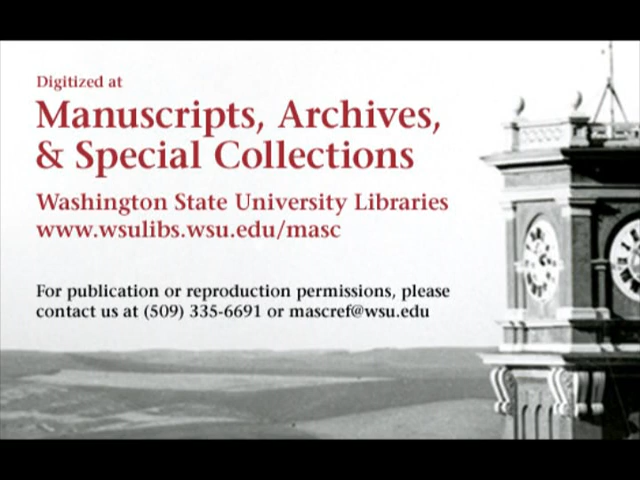 Digitized at
Manuscripts, Archives,
& Special Collections
Washington State University Libraries
www.wsulibs.wsu.edu/masc
For publication or reproduction permissions, please
contact us at (509) 335-6691 or mascref@wsu.edu